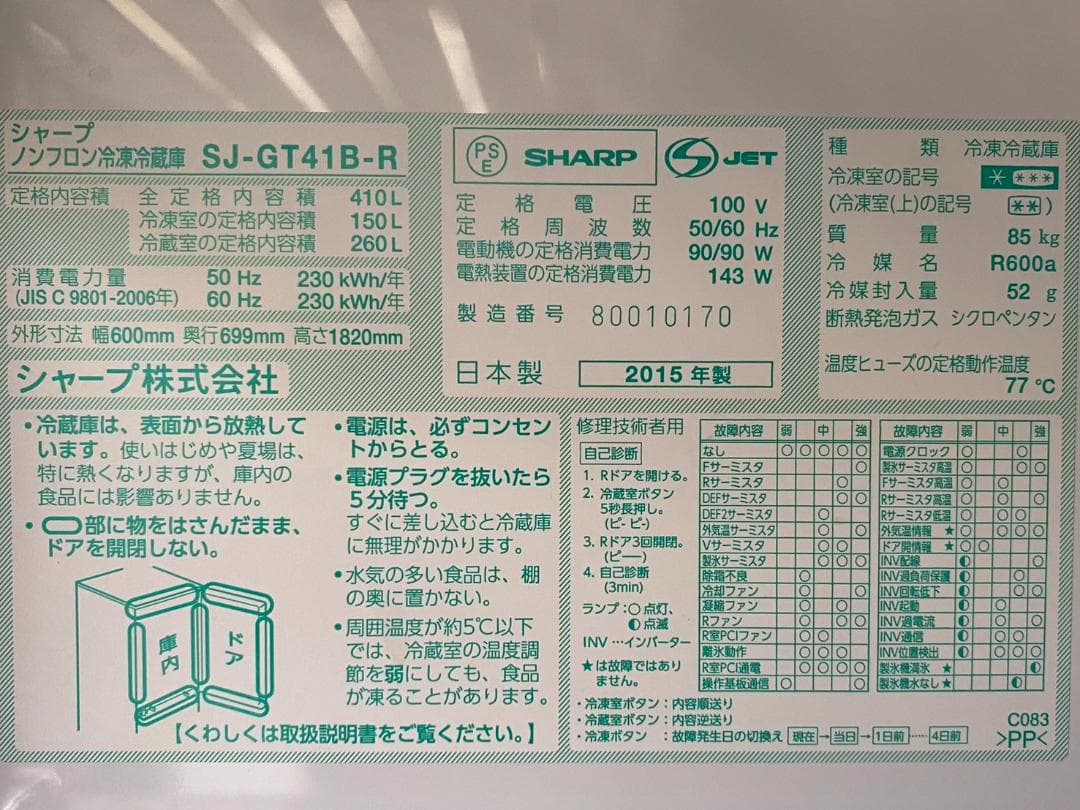 シャープ
ノンフロン冷凍冷蔵庫 SJ-GT41B-R
定格内容積 全定格内容積 410L
冷凍室の定格内容積 150L
冷蔵室の定格内容積 260L
消費電力量 50 Hz 230 kWh/年
(JIS C 9801-2006年) 60 Hz 230 kWh/年
外形寸法 幅600mm 奥行699mm 高さ1820mm
シャープ株式会社
PSE SHARP JET
定格電圧 100 V
定格周波数 50/60 Hz
電動機の定格消費電力 90/90 W
電熱装置の定格消費電力 143 W
製造番号 80010170
日本製 2015年製
種類 冷凍冷蔵庫
冷凍室の記号 * ***
(冷凍室(上)の記号 **)
質量 85 kg
冷媒名 R600a
冷媒封入量 52 g
断熱発泡ガス シクロペンタン
温度ヒューズの定格動作温度
77 ℃
・冷蔵庫は、表面から放熱して
います。使いはじめや夏場は、
特に熱くなりますが、庫内の
食品には影響ありません。
・部に物をはさんだまま、
ドアを開閉しない。
庫内
ドア
・電源は、必ずコンセン
トからとる。
・電源プラグを抜いたら
5分待つ。
すぐに差し込むと冷蔵庫
に無理がかかります。
・水気の多い食品は、棚
の奥に置かない。
・周囲温度が約5℃以下
では、冷蔵室の温度調
節を弱にしても、食品
が凍ることがあります。
【くわしくは取扱説明書をご覧ください。】
修理技術者用
自己診断
1. Rドアを開ける。
2. 冷蔵室ボタン
5秒長押し。
(ピ- ピ-)
3. Rドア3回開閉。
(ピー)
4. 自己診断
(3min)
ランプ:○点灯、
◐点滅
INV…インバーター
★は故障ではあり
ません。
故障内容 弱 中 強
なし ○ ○ ○ ○ ○
Fサーミスタ ○
Rサーミスタ ○
DEFサーミスタ ○ ○
DEF2サーミスタ ○
外気温サーミスタ ○ ○
Vサーミスタ ○ ○
製氷サーミスタ ○ ○ ○
除霜不良 ○
冷却ファン ○ ○
凝縮ファン ○ ○
Rファン ○ ○ ○
R室PCIファン ○ ○
離氷動作 ○ ○ ○
R室PCI通電 ○ ○ ○ ○
操作基板通信 ○ ○
故障内容 弱 中 強
電源クロック ○ ○
製氷サーミスタ高温 ○ ○ ○
Fサーミスタ高温 ○ ○
Rサーミスタ高温 ○ ○ ○
Rサーミスタ低温 ○ ○ ○
外気温情報 ★ ○ ○ ○ ○
ドア開情報 ★ ○ ○
INV配線 ◐ ○
INV過負荷保護 ◐ ○
INV回転低下 ◐ ○ ○
INV起動 ◐ ○
INV過電流 ◐ ○ ○
INV通信 ◐ ○ ○
INV位置検出 ◐ ○ ○ ○
製氷機満氷 ★ ◐
製氷機水なし ★ ◐
・冷凍室ボタン:内容順送り
・冷蔵室ボタン:内容逆送り
・冷凍ボタン :故障発生日の切換え 現在→当日→1日前……4日前
C083
>PP<